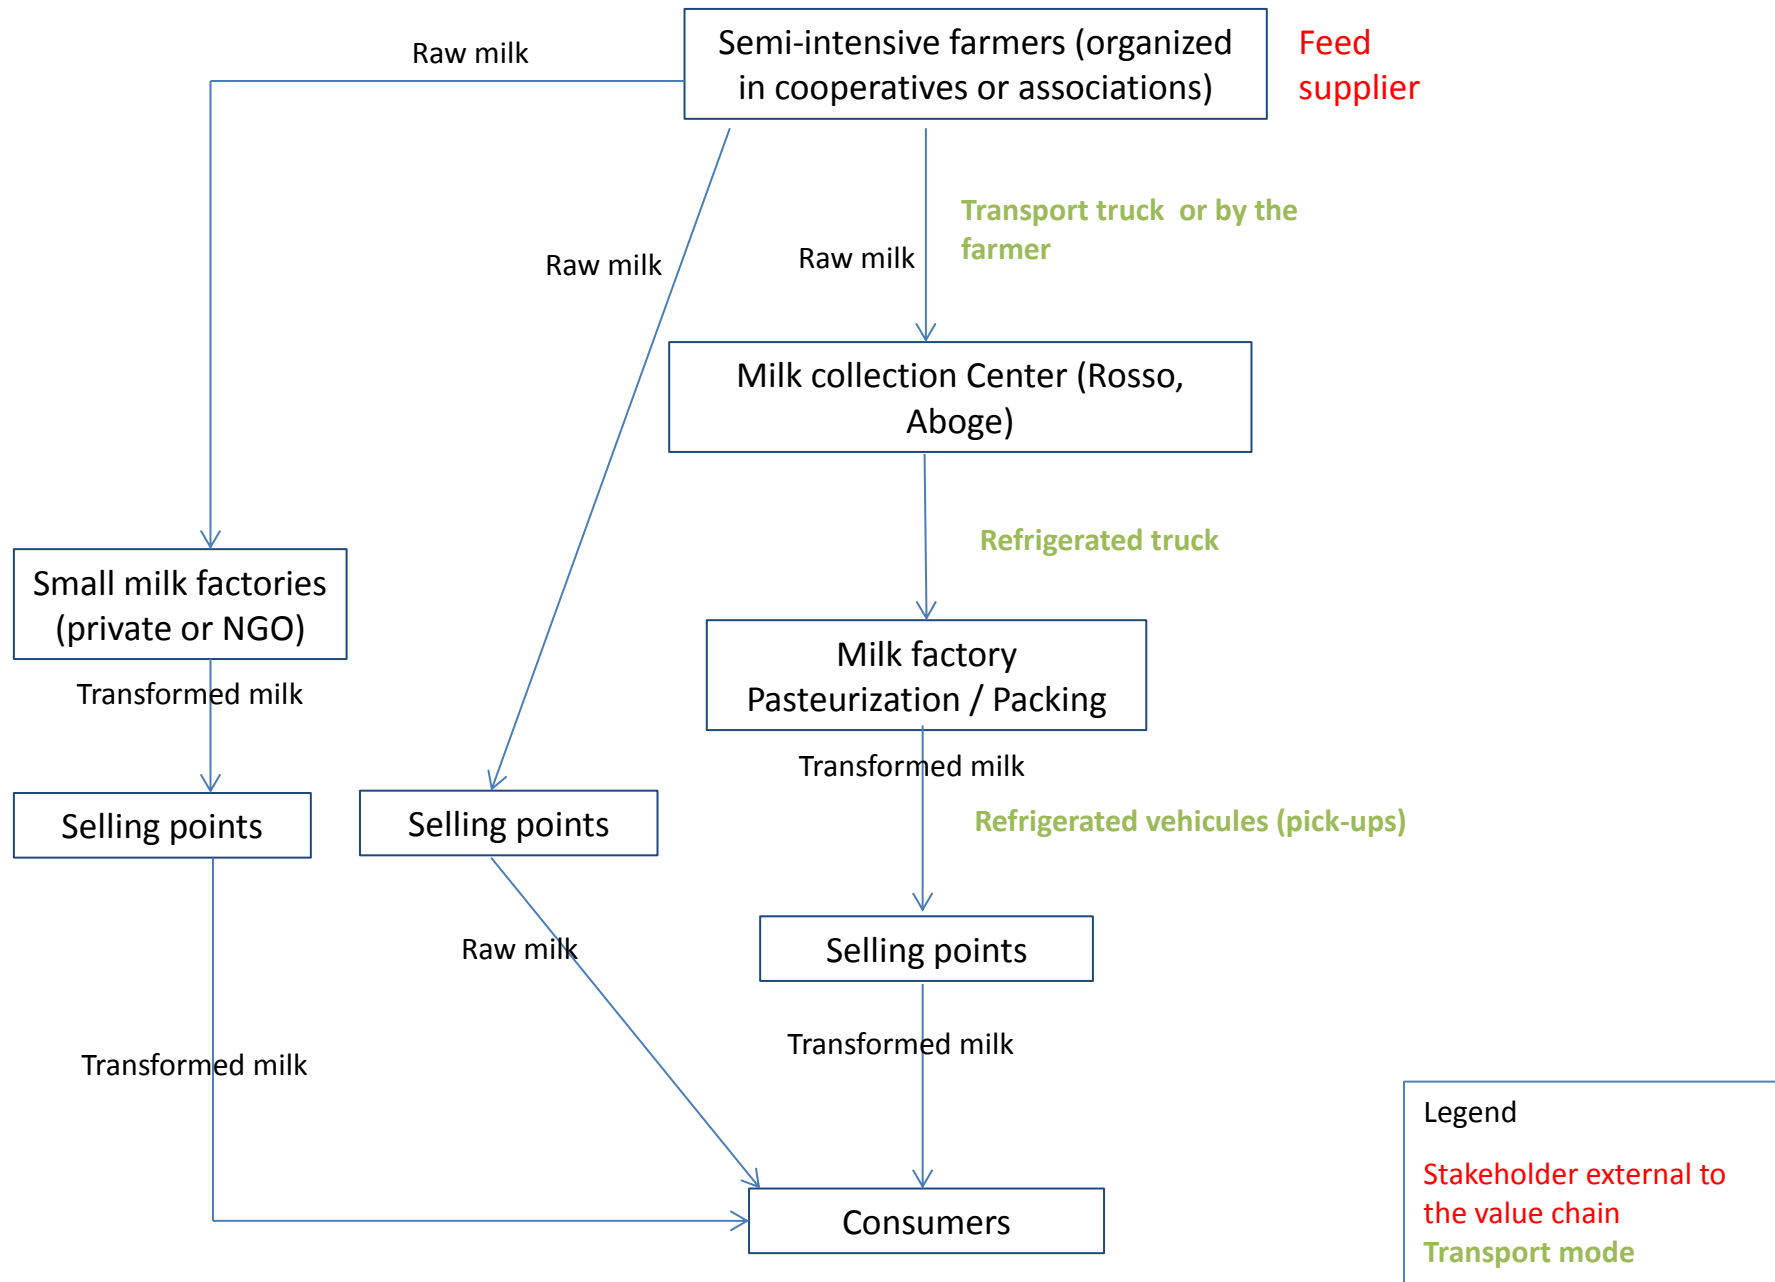 Raw milk
Semi-intensive farmers (organized
in cooperatives or associations)
Feed
supplier
Transport truck  or by the
farmer
Raw milk
Raw milk
Milk collection Center (Rosso,
Aboge)
Refrigerated truck
Small milk factories
(private or NGO)
Milk factory
Pasteurization / Packing
Transformed milk
Transformed milk
Selling points
Selling points
Refrigerated vehicules (pick-ups)
Raw milk
Selling points
Transformed milk
Transformed milk
Consumers
Legend
Stakeholder external to
the value chain
Transport mode